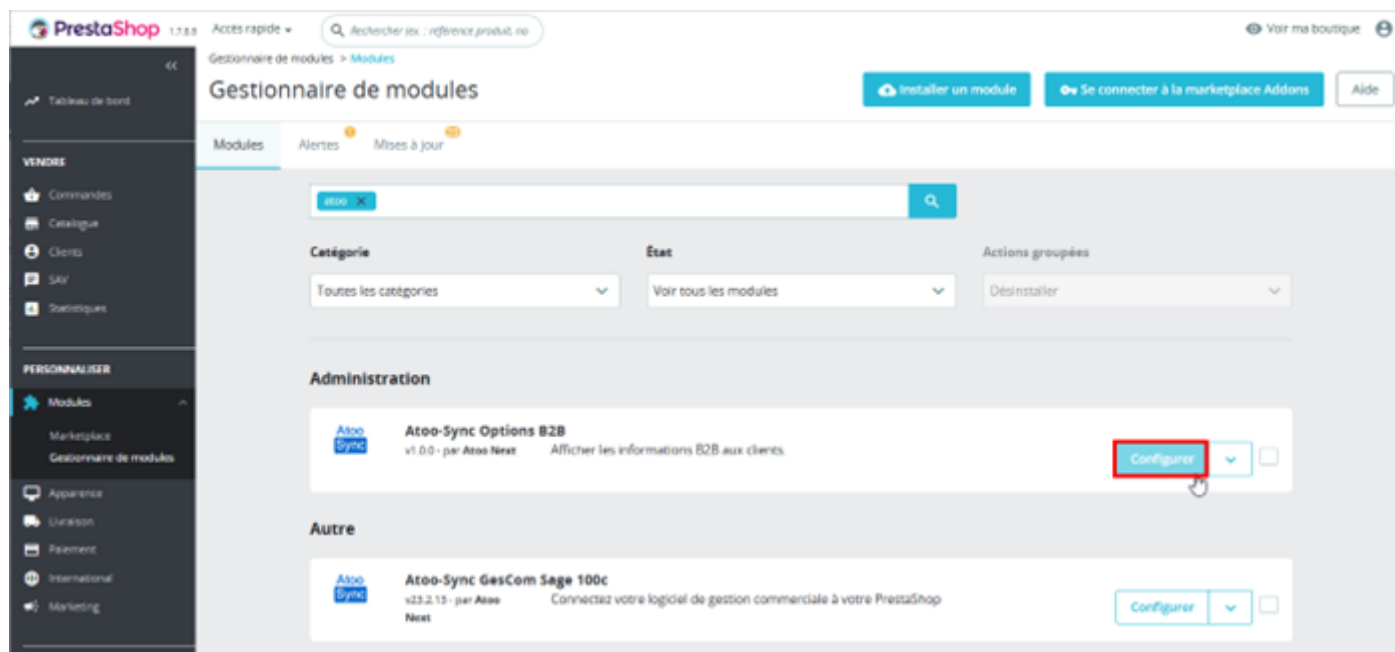 PrestaShop 1.7.8.8 Accès rapide Rechercher (ex. : référence produit, no Voir ma boutique
Gestionnaire de modules > Modules
Gestionnaire de modules
Installer un module
Se connecter à la marketplace Addons
Aide
Modules Alertes Mises à jour
Tableau de bord
VENDRE
Commandes
Catalogue
Clients
SAV
Statistiques
PERSONNALISER
Modules
Marketplace
Gestionnaire de modules
Apparence
Livraison
Paiement
International
Marketing
atoo
Catégorie État Actions groupées
Toutes les catégories Voir tous les modules Désinstaller
Administration
Atoo
Sync
Atoo-Sync Options B2B
v1.0.0 - par Atoo Next Afficher les informations B2B aux clients.
Configurer
Autre
Atoo
Sync
Atoo-Sync GesCom Sage 100c
v23.2.13 - par Atoo Connectez votre logiciel de gestion commerciale à votre PrestaShop
Next
Configurer